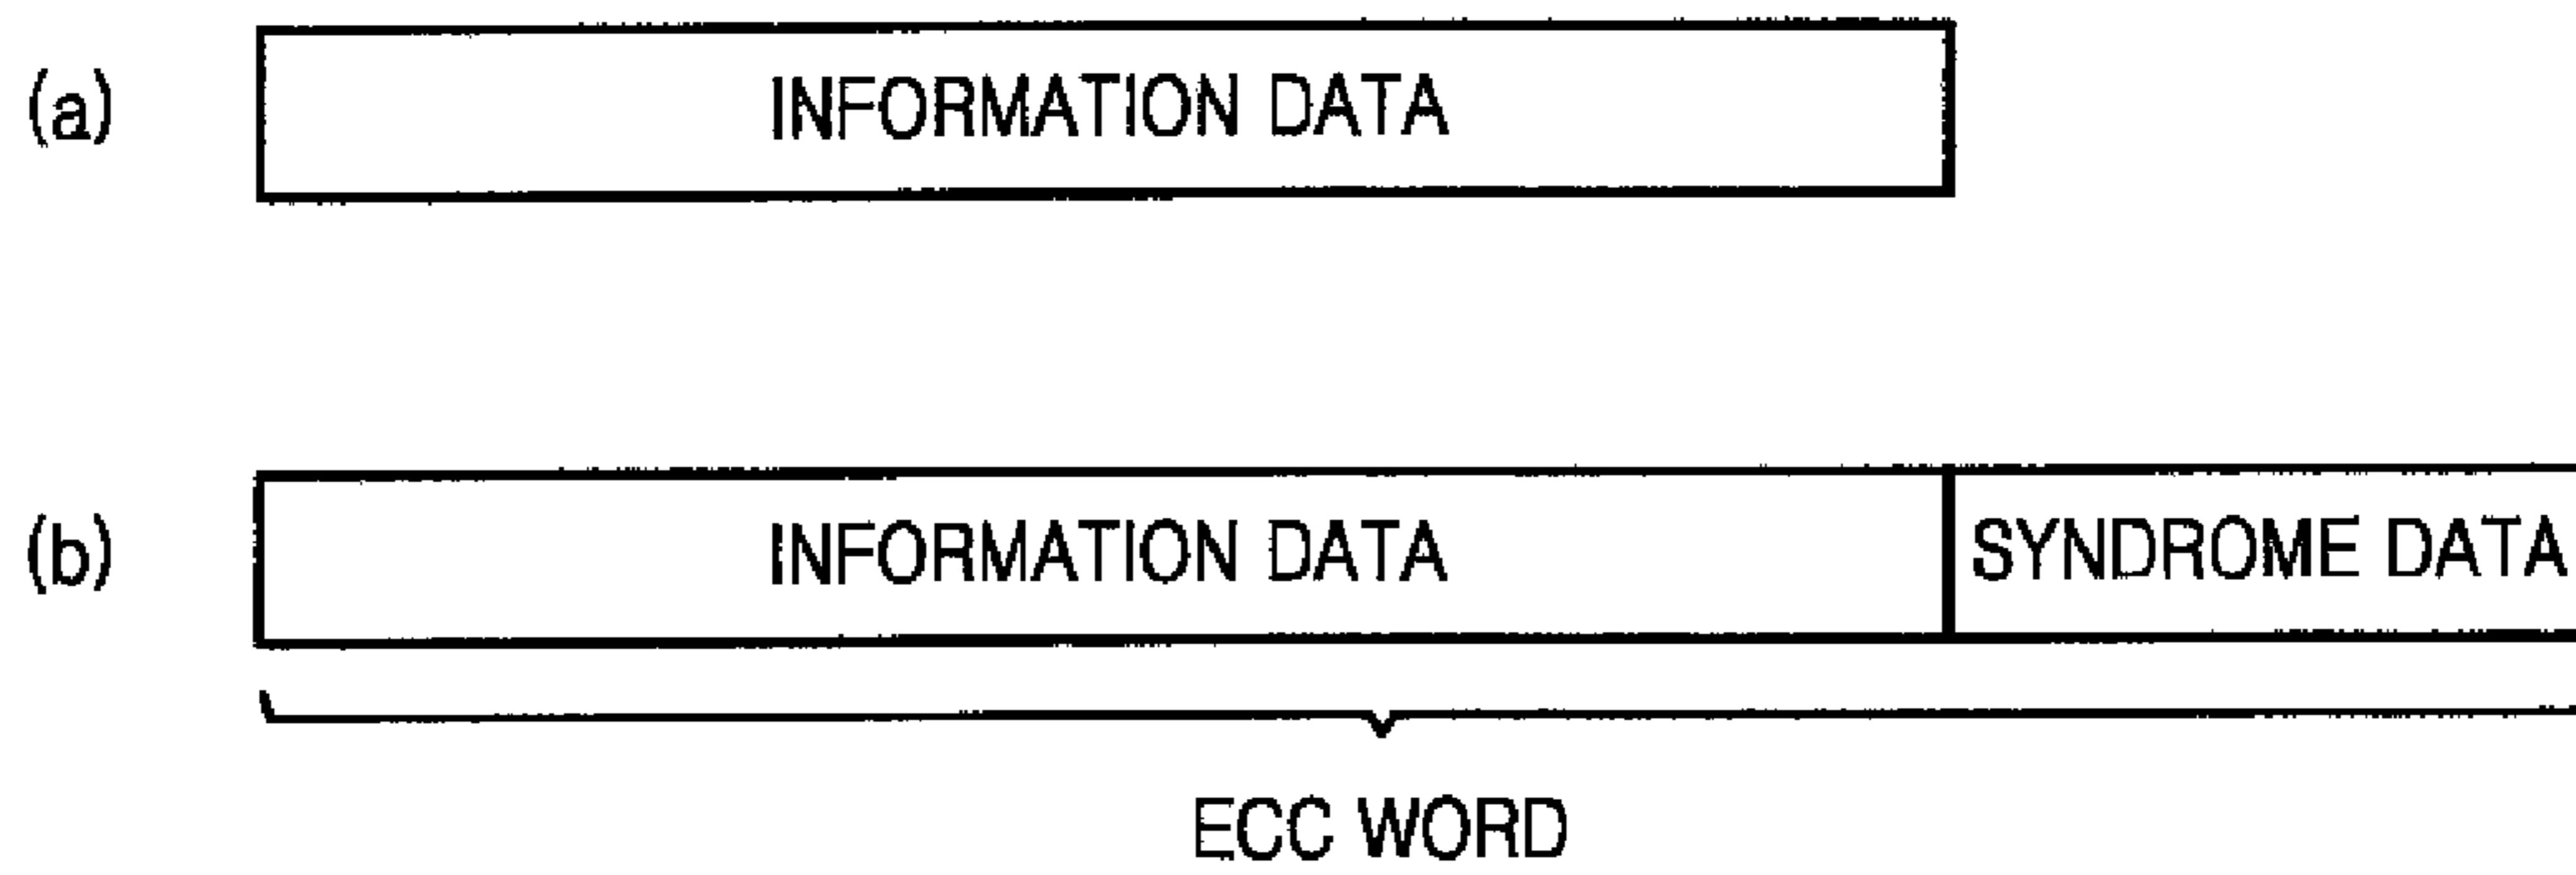 (a) INFORMATION DATA
(b) INFORMATION DATA SYNDROME DATA
ECC WORD